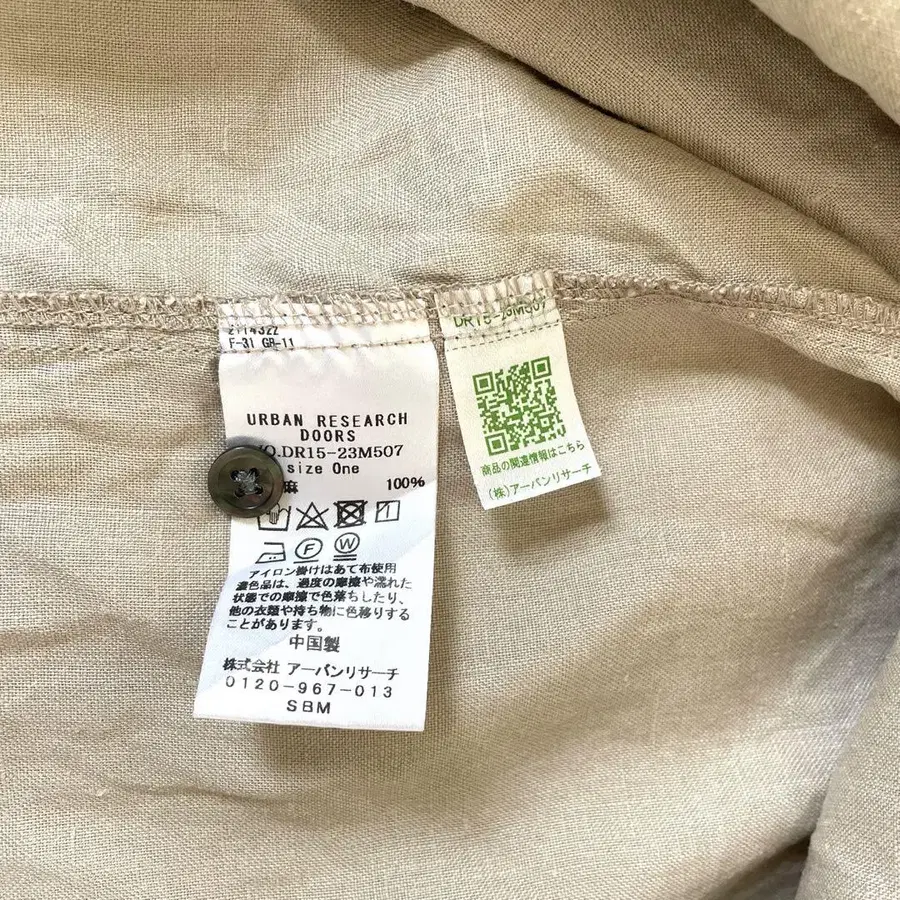 2114322
F-31 GR-11
URBAN RESEARCH
DOORS
NO.DR15-23M507
size One
麻 100%
F W
アイロン掛けはあて布使用
濃色品は、過度の摩擦や濡れた
状態での摩擦で色落ちしたり、
他の衣類や持ち物に色移りする
ことがあります。
中国製
株式会社 アーバンリサーチ
0120-967-013
SBM
DR15-23M507
商品の関連情報はこちら
(株)アーバンリサーチ